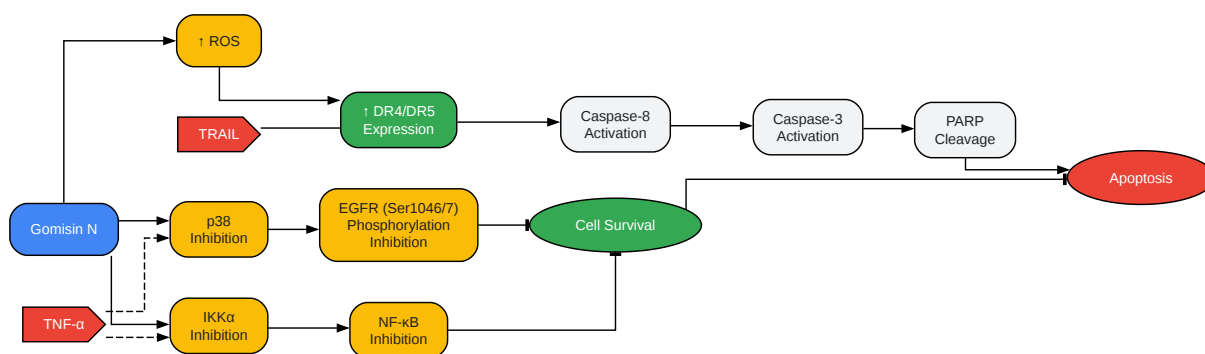 ↑ ROS
↑ DR4/DR5
Expression
TRAIL
Caspase-8
Activation
Caspase-3
Activation
PARP
Cleavage
Apoptosis
Gomisin N
p38
Inhibition
EGFR (Ser1046/7)
Phosphorylation
Inhibition
Cell Survival
TNF-α
IKKα
Inhibition
NF-κB
Inhibition